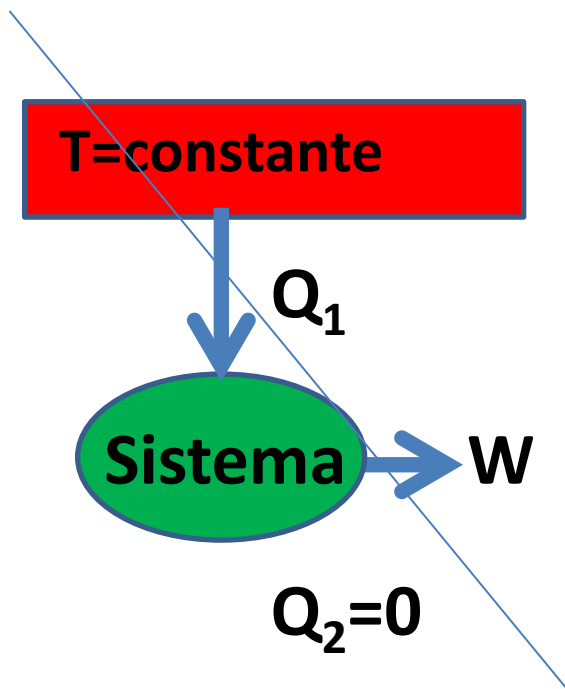 T=constante
Q₁
Sistema
W
Q₂=0